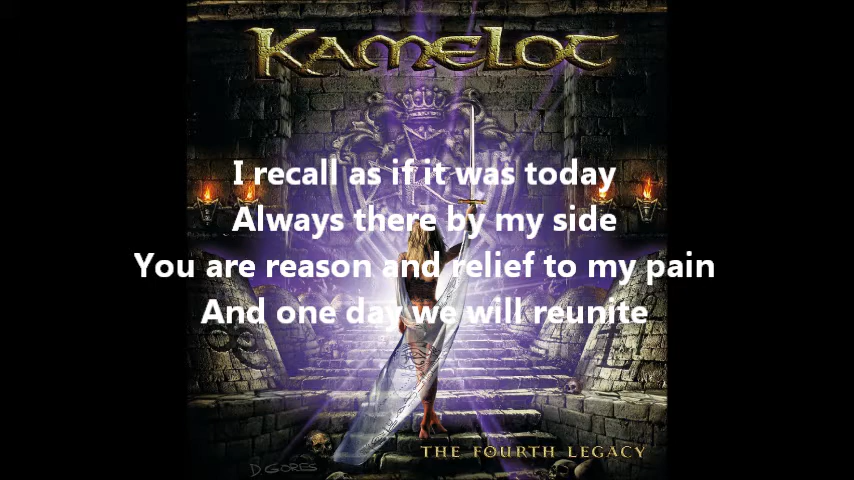 KAMELOT
I recall as if it was today
Always there by my side
You are reason and relief to my pain
And one day we will reunite
THE FOURTH LEGACY
D GORES